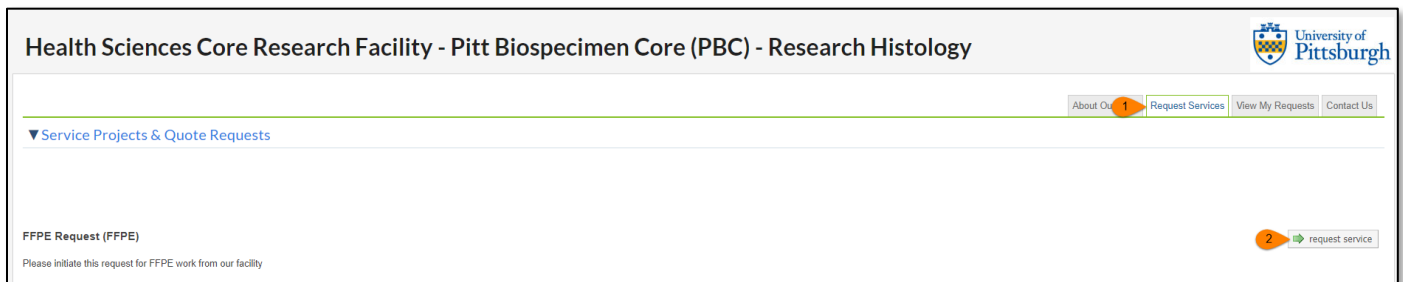 Health Sciences Core Research Facility - Pitt Biospecimen Core (PBC) - Research Histology
University of
Pittsburgh
About 1 Request Services View My Requests Contact Us
▼Service Projects & Quote Requests
FFPE Request (FFPE)
2 request service
Please initiate this request for FFPE work from our facility